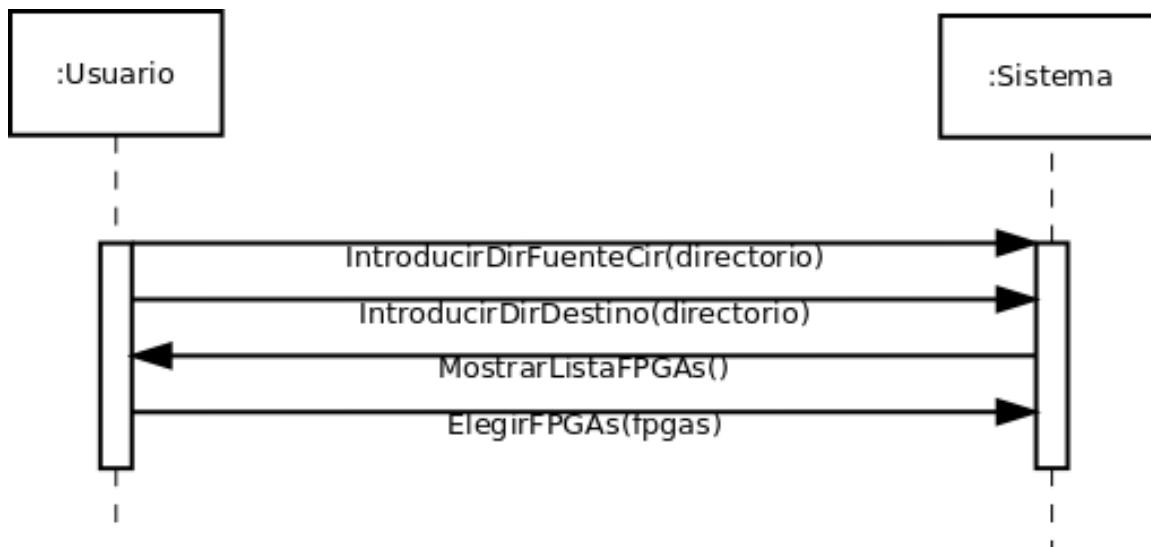 :Usuario
:Sistema
IntroducirDirFuenteCir(directorio)
IntroducirDirDestino(directorio)
MostrarListaFPGAs()
ElegirFPGAs(fpgas)